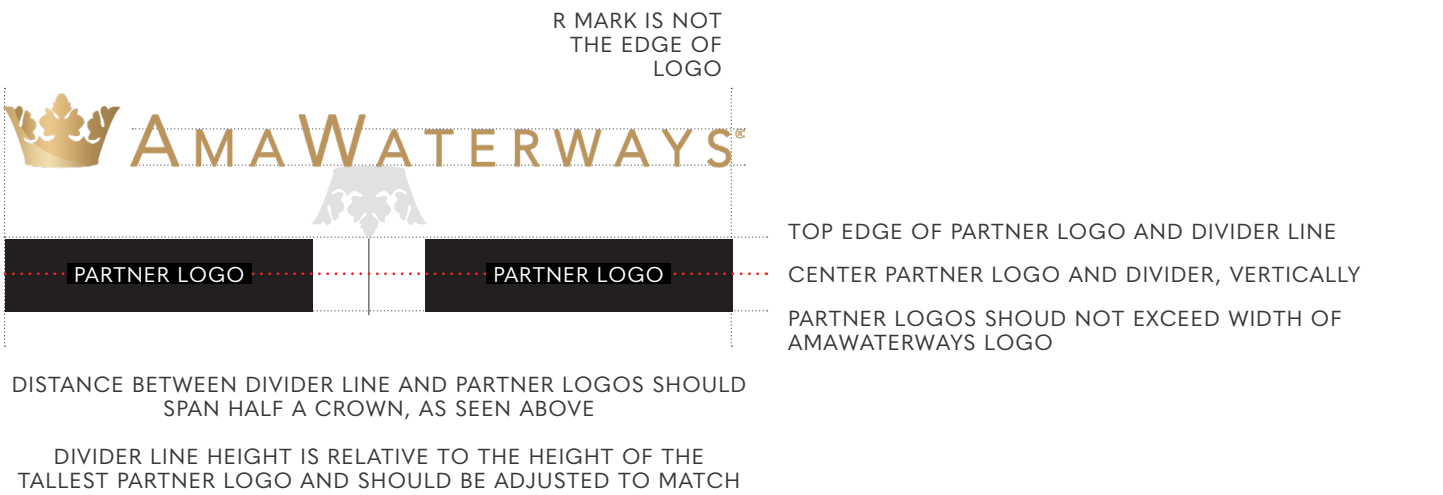 R MARK IS NOT
THE EDGE OF
LOGO
AMAWATERWAYS®
TOP EDGE OF PARTNER LOGO AND DIVIDER LINE
PARTNER LOGO
PARTNER LOGO
CENTER PARTNER LOGO AND DIVIDER, VERTICALLY
PARTNER LOGOS SHOUD NOT EXCEED WIDTH OF
AMAWATERWAYS LOGO
DISTANCE BETWEEN DIVIDER LINE AND PARTNER LOGOS SHOULD
SPAN HALF A CROWN, AS SEEN ABOVE
DIVIDER LINE HEIGHT IS RELATIVE TO THE HEIGHT OF THE
TALLEST PARTNER LOGO AND SHOULD BE ADJUSTED TO MATCH